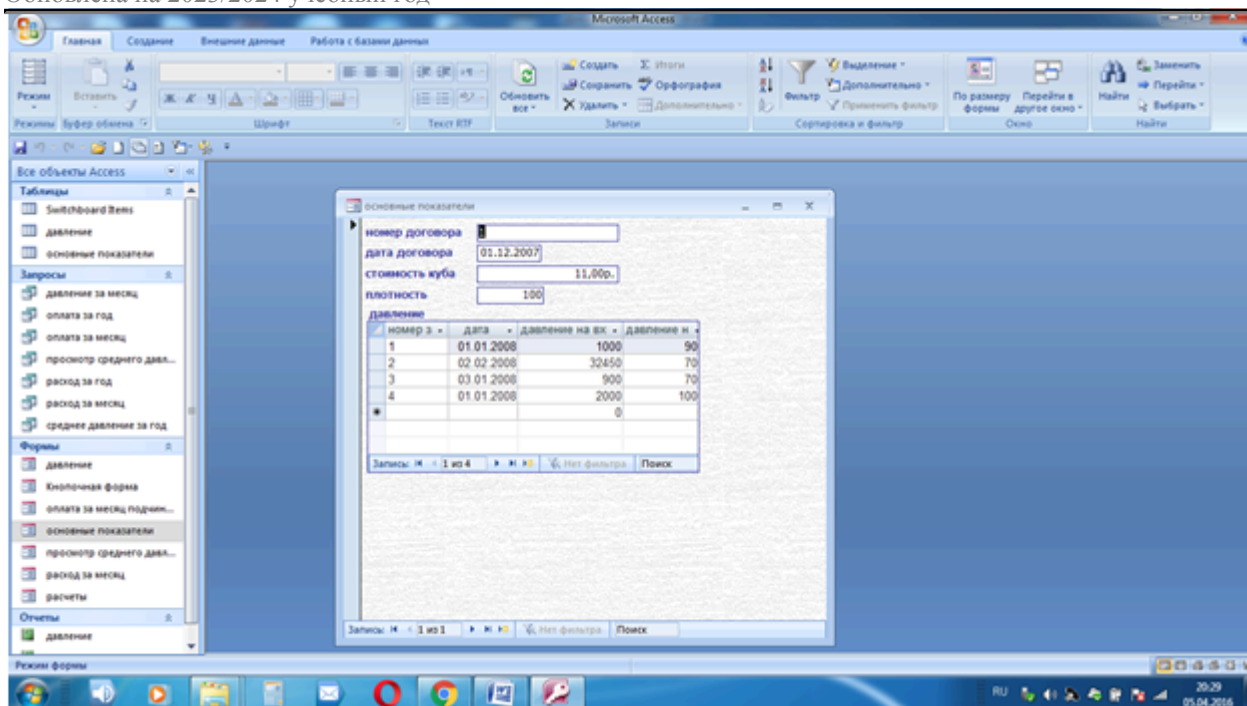 Обновлена на 2023/2024 учебный год
Microsoft Access
Главная Создание Внешние данные Работа с базами данных
Режим
Вставить
Ж К Ч
Обновить все
Создать
Сохранить
Удалить
Итоги
Орфография
Дополнительно
Фильтр
Выделение
Дополнительно
Применить фильтр
По размеру формы
Перейти в другое окно
Найти
Заменить
Перейти
Выбрать
Режимы Буфер обмена Шрифт Текст RTF Записи Сортировка и фильтр Окно Найти
Все объекты Access
Таблицы
Switchboard Items
давление
основные показатели
Запросы
давление за месяц
оплата за год
оплата за месяц
просмотр среднего давл...
расход за год
расход за месяц
среднее давление за год
Формы
давление
Кнопочная форма
оплата за месяц подчин...
основные показатели
просмотр среднего давл...
расход за месяц
расчеты
Отчеты
давление
основные показатели
номер договора
дата договора 01.12.2007
стоимость куба 11,00р.
плотность 100
давление
номер з дата давление на вх давление н
1 01.01.2008 1000 90
2 02.02.2008 32450 70
3 03.01.2008 900 70
4 01.01.2008 2000 100
0
Запись: 1 из 4 Нет фильтра Поиск
Запись: 1 из 1 Нет фильтра Поиск
Режим формы
RU
20:29
05.04.2016